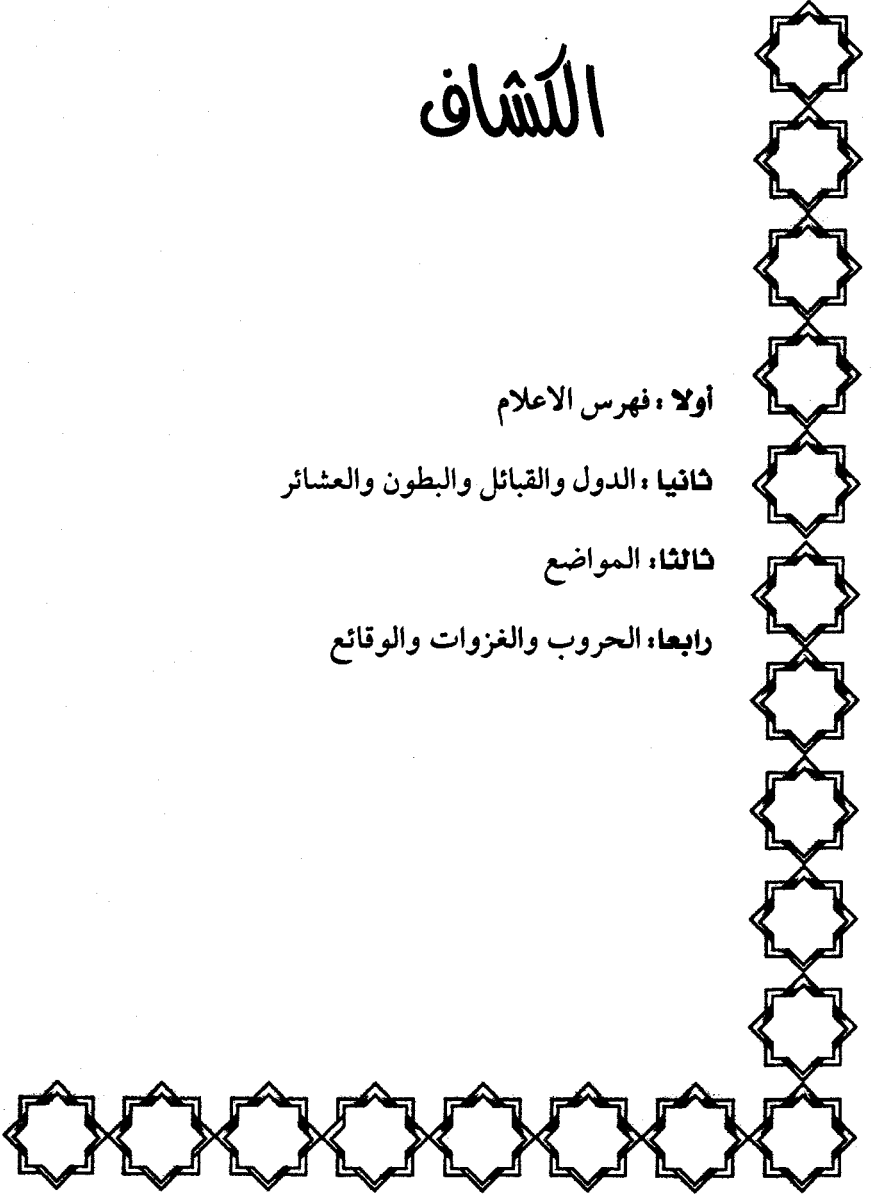 الكشاف
أولا : فهرس الاعلام
ثانيا : الدول والقبائل والبطون والعشائر
ثالثا: المواضع
رابعا: الحروب والغزوات والوقائع